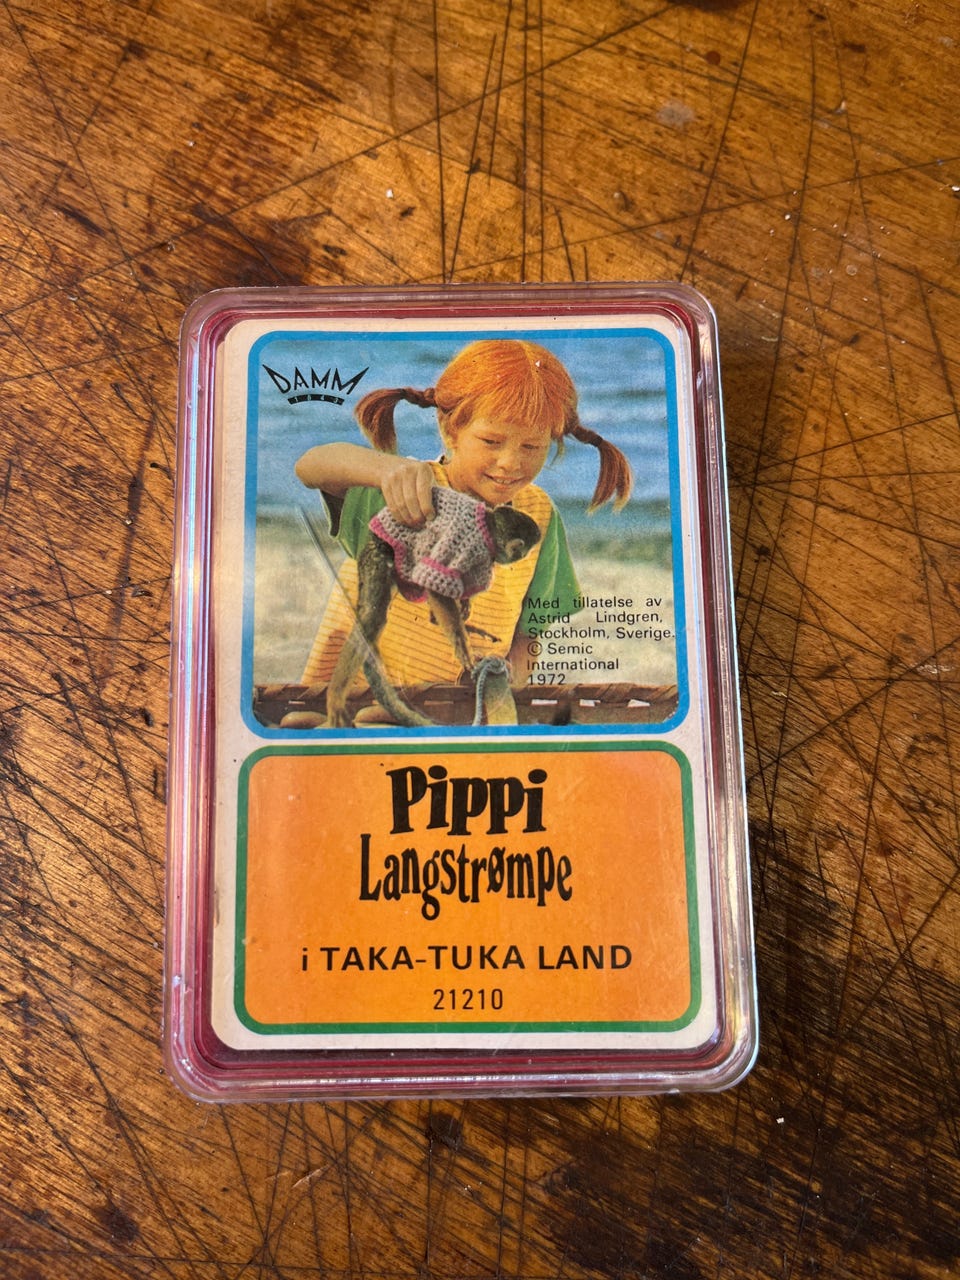 DAMM
1843
Med tillatelse av
Astrid Lindgren,
Stockholm, Sverige.
© Semic
International
1972
Pippi
Langstrømpe
i TAKA-TUKA LAND
21210